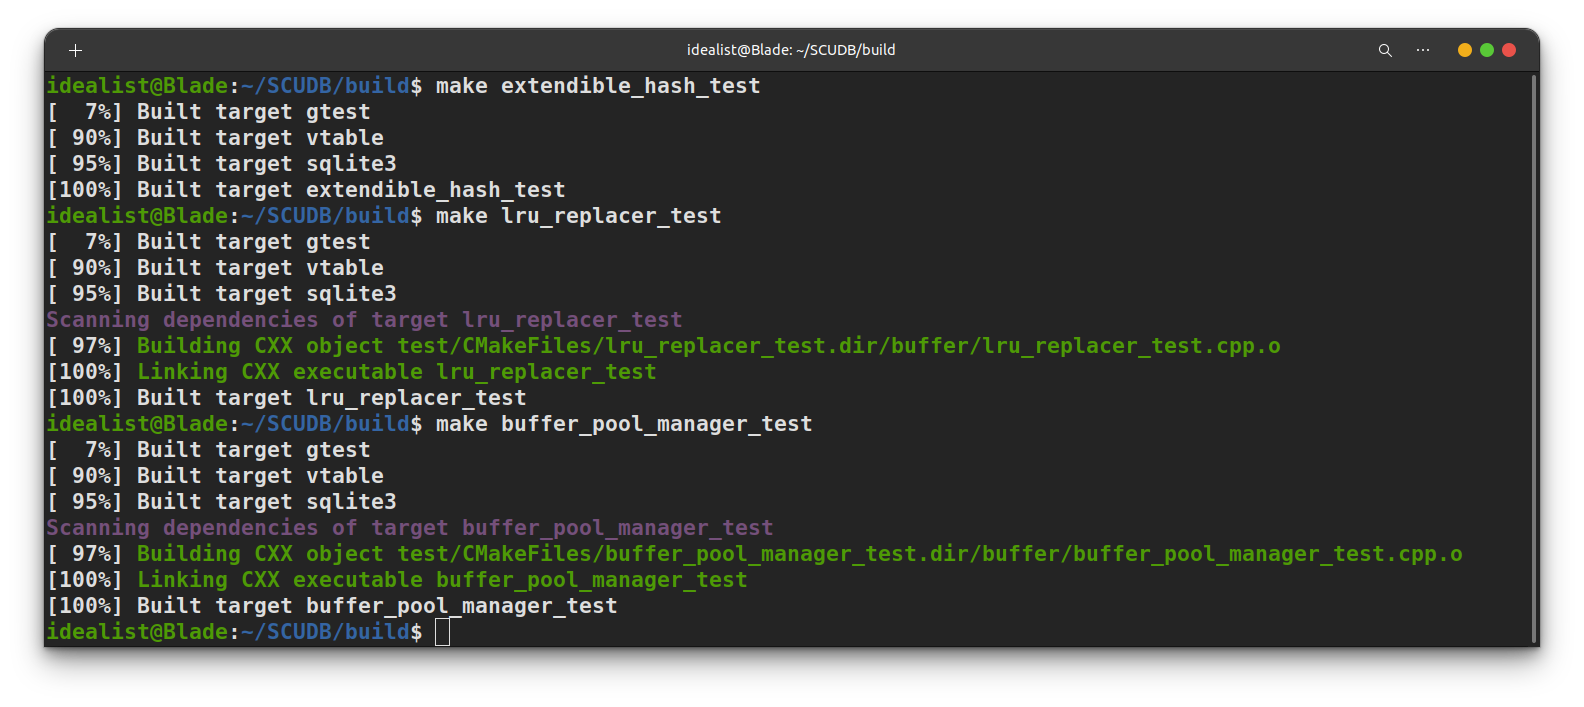 idealist@Blade: ~/SCUDB/build
idealist@Blade:~/SCUDB/build$ make extendible_hash_test
[  7%] Built target gtest
[ 90%] Built target vtable
[ 95%] Built target sqlite3
[100%] Built target extendible_hash_test
idealist@Blade:~/SCUDB/build$ make lru_replacer_test
[  7%] Built target gtest
[ 90%] Built target vtable
[ 95%] Built target sqlite3
Scanning dependencies of target lru_replacer_test
[ 97%] Building CXX object test/CMakeFiles/lru_replacer_test.dir/buffer/lru_replacer_test.cpp.o
[100%] Linking CXX executable lru_replacer_test
[100%] Built target lru_replacer_test
idealist@Blade:~/SCUDB/build$ make buffer_pool_manager_test
[  7%] Built target gtest
[ 90%] Built target vtable
[ 95%] Built target sqlite3
Scanning dependencies of target buffer_pool_manager_test
[ 97%] Building CXX object test/CMakeFiles/buffer_pool_manager_test.dir/buffer/buffer_pool_manager_test.cpp.o
[100%] Linking CXX executable buffer_pool_manager_test
[100%] Built target buffer_pool_manager_test
idealist@Blade:~/SCUDB/build$